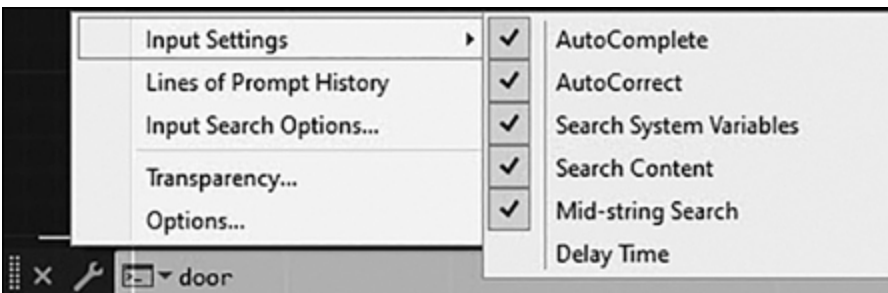 Input Settings
Lines of Prompt History
Input Search Options...
Transparency...
Options...
AutoComplete
AutoCorrect
Search System Variables
Search Content
Mid-string Search
Delay Time
door